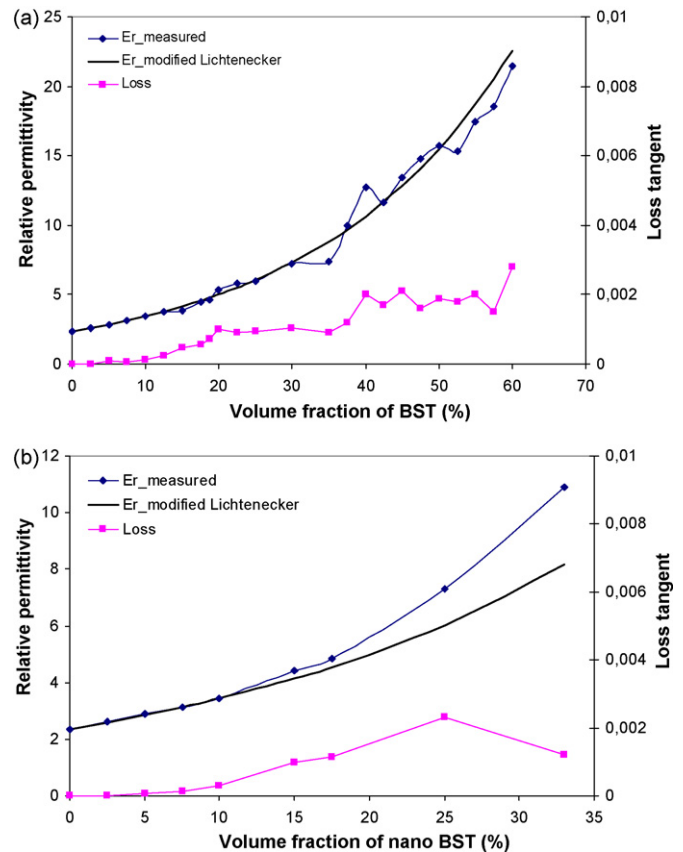 (a)
25
20
15
10
5
0
Relative permittivity
Er_measured
Er_modified Lichtenecker
Loss
0,01
0,008
0,006
0,004
0,002
0
Loss tangent
0 10 20 30 40 50 60 70
Volume fraction of BST (%)
(b)
12
10
8
6
4
2
0
Relative permittivity
Er_measured
Er_modified Lichtenecker
Loss
0,01
0,008
0,006
0,004
0,002
0
Loss tangent
0 5 10 15 20 25 30 35
Volume fraction of nano BST (%)